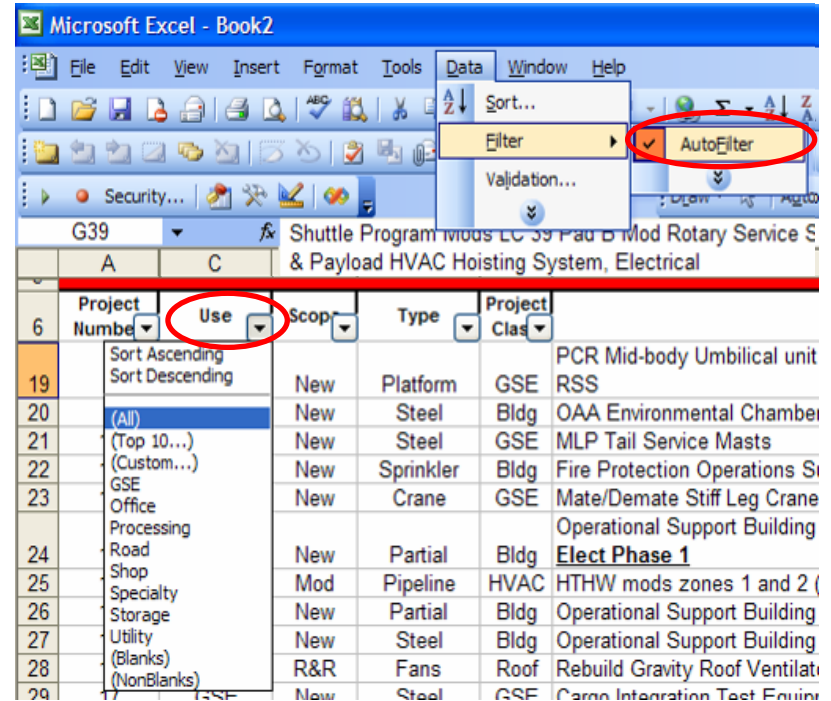 Microsoft Excel - Book2
File Edit View Insert Format Tools Data Window Help
Sort...
Filter AutoFilter
Security...
Validation...
G39 fx Shuttle Program Mods LC 39 Pad B Mod Rotary Service S
& Payload HVAC Hoisting System, Electrical
A C
6 Project Numbe Use Scope Type Project Clas
Sort Ascending
Sort Descending
(All)
(Top 10...)
(Custom...)
GSE
Office
Processing
Road
Shop
Specialty
Storage
Utility
(Blanks)
(NonBlanks)
PCR Mid-body Umbilical unit
19 New Platform GSE RSS
20 New Steel Bldg OAA Environmental Chamber
21 New Steel GSE MLP Tail Service Masts
22 New Sprinkler Bldg Fire Protection Operations Su
23 New Crane GSE Mate/Demate Stiff Leg Crane
Operational Support Building
24 New Partial Bldg Elect Phase 1
25 Mod Pipeline HVAC HTHW mods zones 1 and 2 (
26 New Partial Bldg Operational Support Building
27 New Steel Bldg Operational Support Building
28 R&R Fans Roof Rebuild Gravity Roof Ventilat
29 17 GSE New Steel GSE Cargo Integration Test Equip